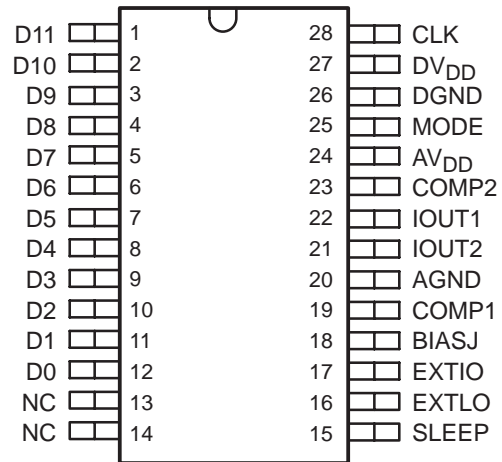 D11 1 28 CLK
D10 2 27 DVDD
D9 3 26 DGND
D8 4 25 MODE
D7 5 24 AVDD
D6 6 23 COMP2
D5 7 22 IOUT1
D4 8 21 IOUT2
D3 9 20 AGND
D2 10 19 COMP1
D1 11 18 BIASJ
D0 12 17 EXTIO
NC 13 16 EXTLO
NC 14 15 SLEEP